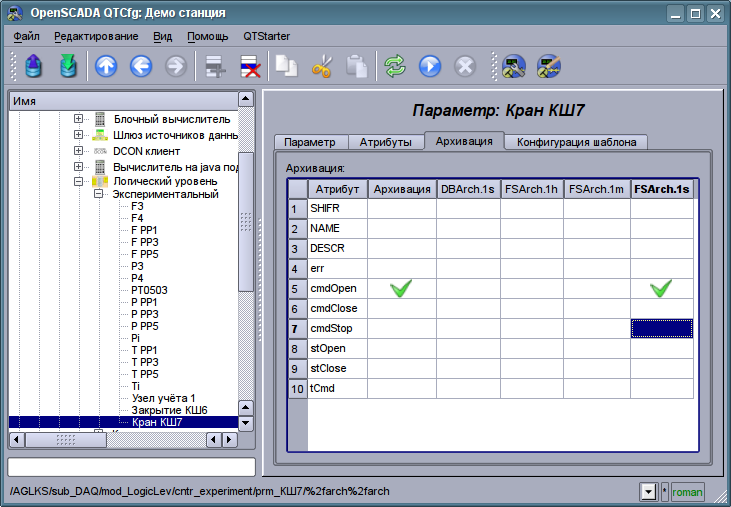 OpenSCADA QTCfg: Демо станция
Файл Редактирование Вид Помощь QTStarter
Имя
Блочный вычислитель
Шлюз источников данны
DCON клиент
Вычислитель на java под
Логический уровень
Экспериментальный
F3
F4
F PP1
F PP3
F PP5
P3
P4
PT0503
P PP1
P PP3
P PP5
Pi
T PP1
T PP3
T PP5
Ti
Узел учёта 1
Закрытие КШ6
Кран КШ7
Параметр: Кран КШ7
Параметр Атрибуты Архивация Конфигурация шаблона
Архивация:
Атрибут Архивация DBArch.1s FSArch.1h FSArch.1m FSArch.1s
1 SHIFR
2 NAME
3 DESCR
4 err
5 cmdOpen
6 cmdClose
7 cmdStop
8 stOpen
9 stClose
10 tCmd
/AGLKS/sub_DAQ/mod_LogicLev/cntr_experiment/prm_КШ7/%2farch%2farch
* roman